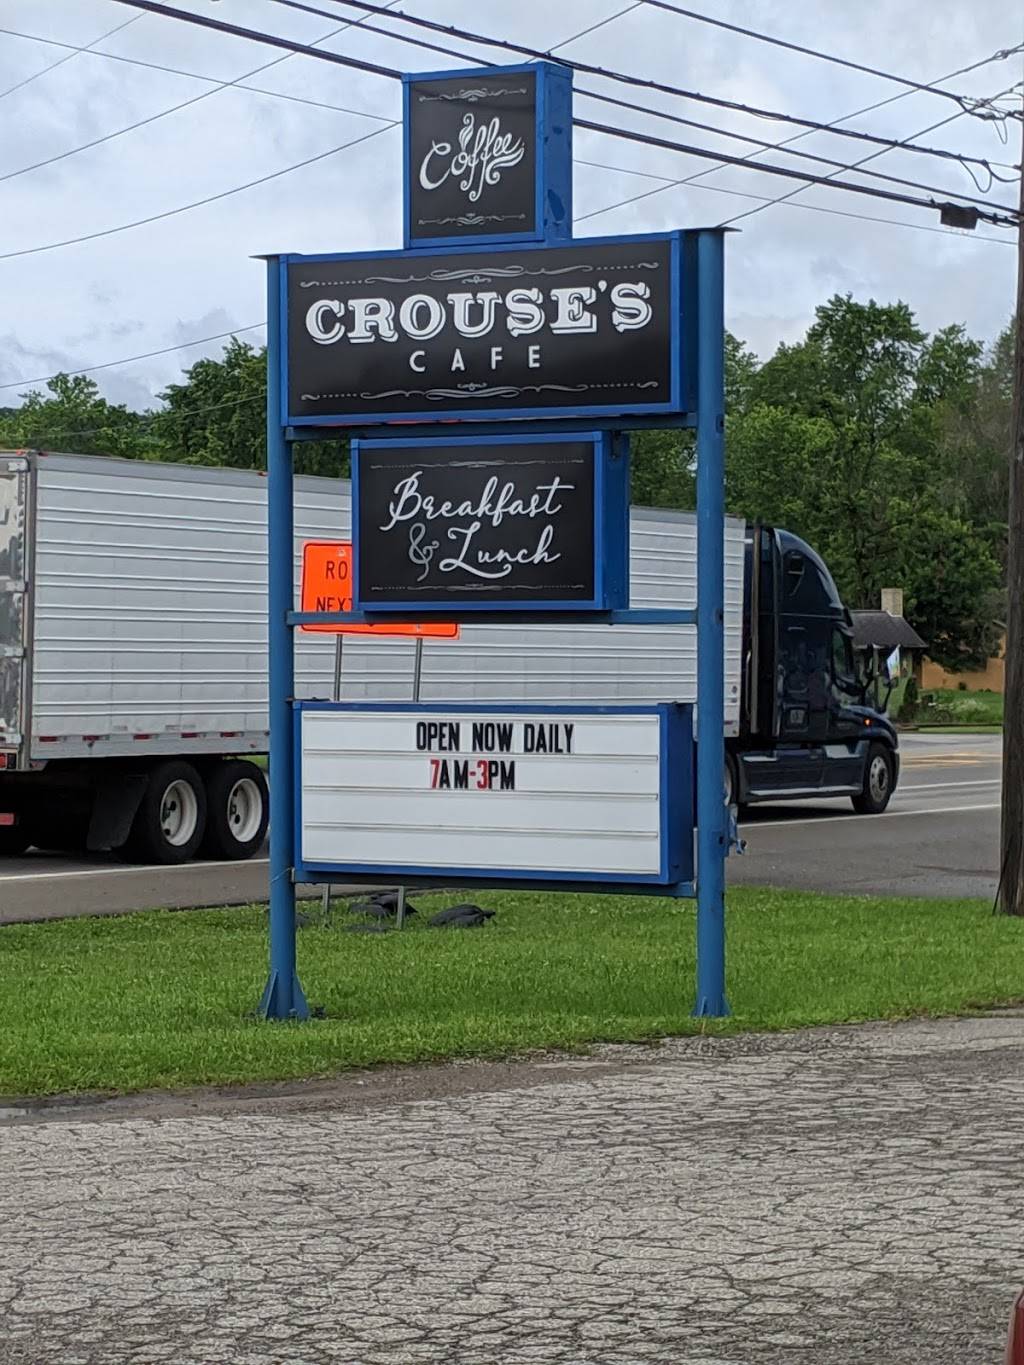 Coffee
CROUSE'S
CAFE
Breakfast
& Lunch
OPEN NOW DAILY
7AM-3PM